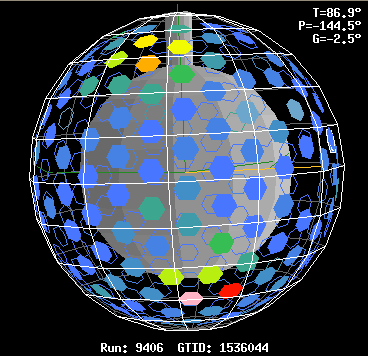 T=86.9°
P=-144.5°
G=-2.5°
Run: 9406 GTID: 1536044